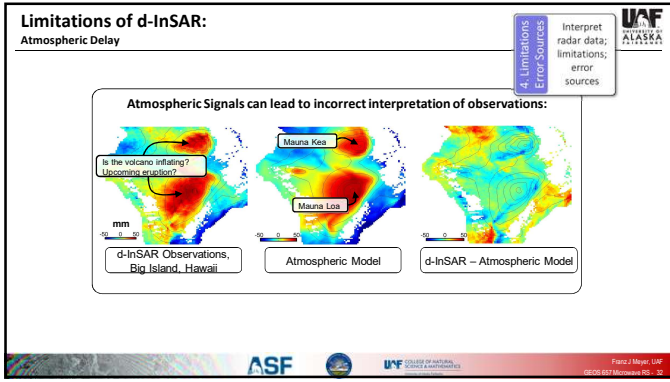 Limitations of d-InSAR:
Atmospheric Delay
4. Limitations
Error Sources
Interpret
radar data;
limitations;
error
sources
UAF
UNIVERSITY OF
ALASKA
FAIRBANKS
Atmospheric Signals can lead to incorrect interpretation of observations:
Is the volcano inflating?
Upcoming eruption?
mm
-50 0 50
d-InSAR Observations,
Big Island, Hawaii
Mauna Kea
Mauna Loa
-50 0 50
Atmospheric Model
-50 0 50
d-InSAR – Atmospheric Model
ASF
UAF COLLEGE OF NATURAL
SCIENCE & MATHEMATICS
Franz J Meyer, UAF
GEOS 657 Microwave RS - 32